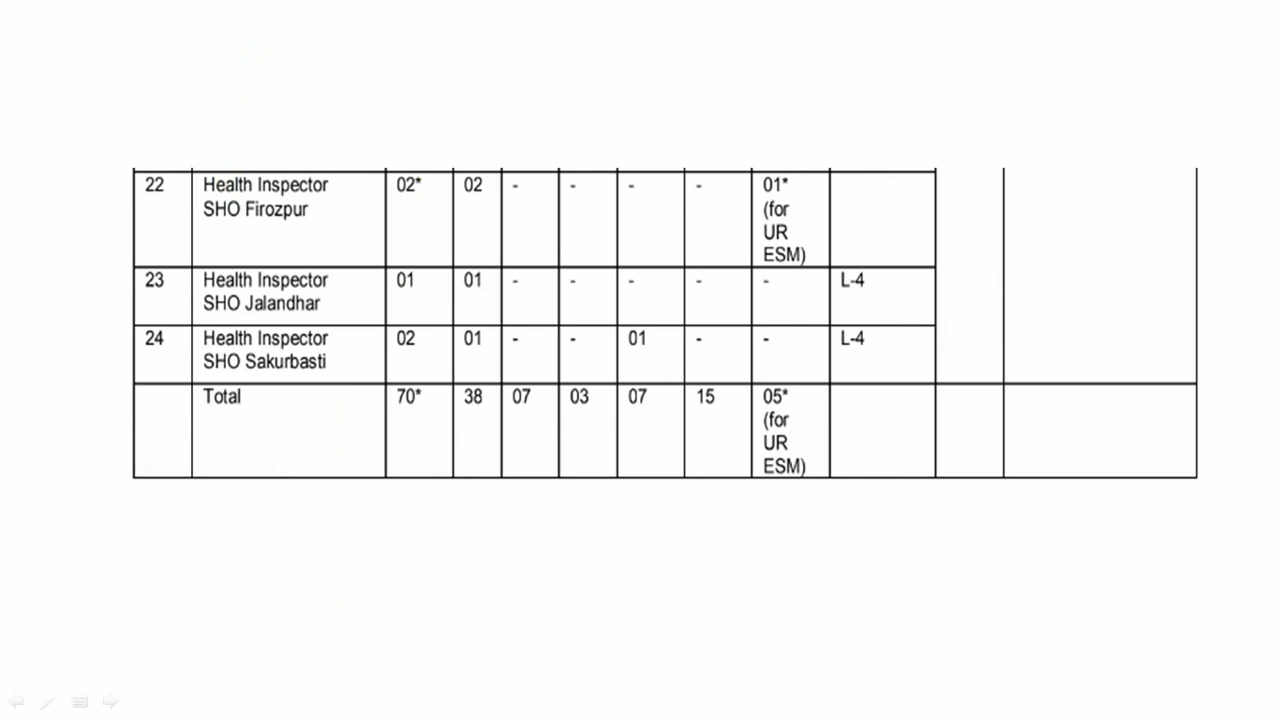 22 Health Inspector 02* 02 - - - - 01*
SHO Firozpur (for
UR
ESM)
23 Health Inspector 01 01 - - - - - L-4
SHO Jalandhar
24 Health Inspector 02 01 - - 01 - - L-4
SHO Sakurbasti
Total 70* 38 07 03 07 15 05*
(for
UR
ESM)